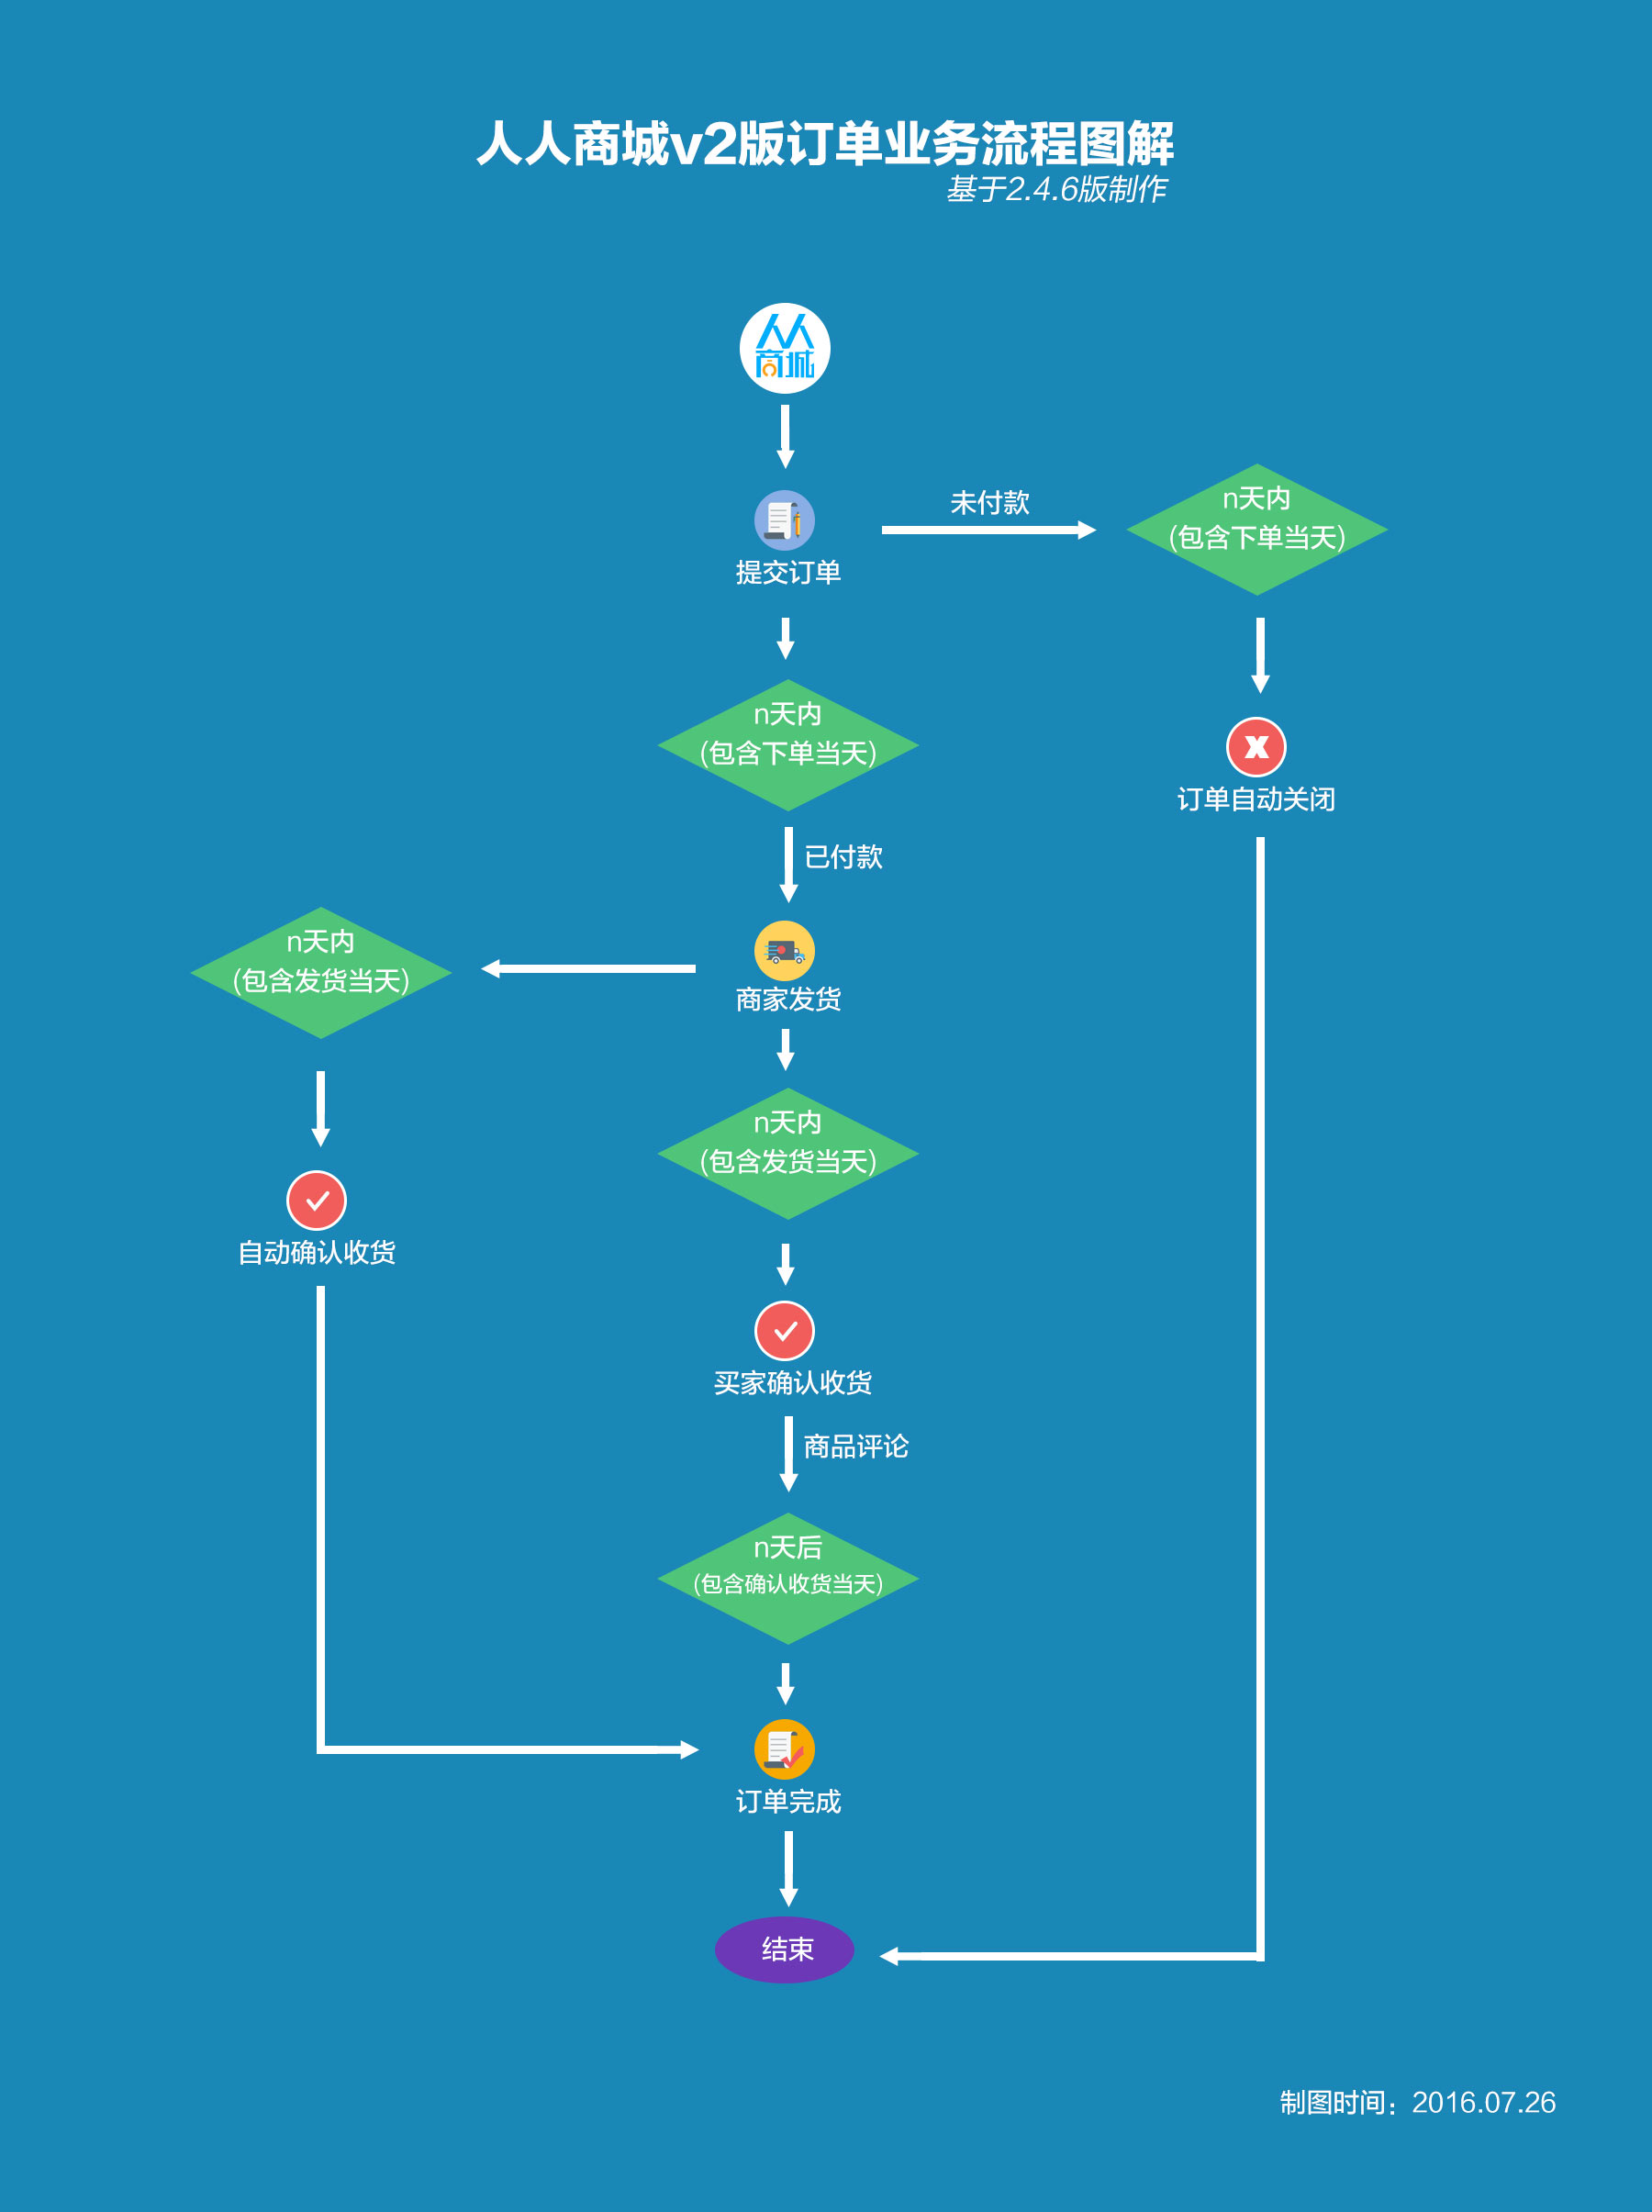 人人商城v2版订单业务流程图解
基于2.4.6版制作
人人
商城
提交订单
未付款
n天内
(包含下单当天)
n天内
(包含下单当天)
订单自动关闭
已付款
商家发货
n天内
(包含发货当天)
n天内
(包含发货当天)
自动确认收货
买家确认收货
商品评论
n天后
(包含确认收货当天)
订单完成
结束
制图时间：2016.07.26